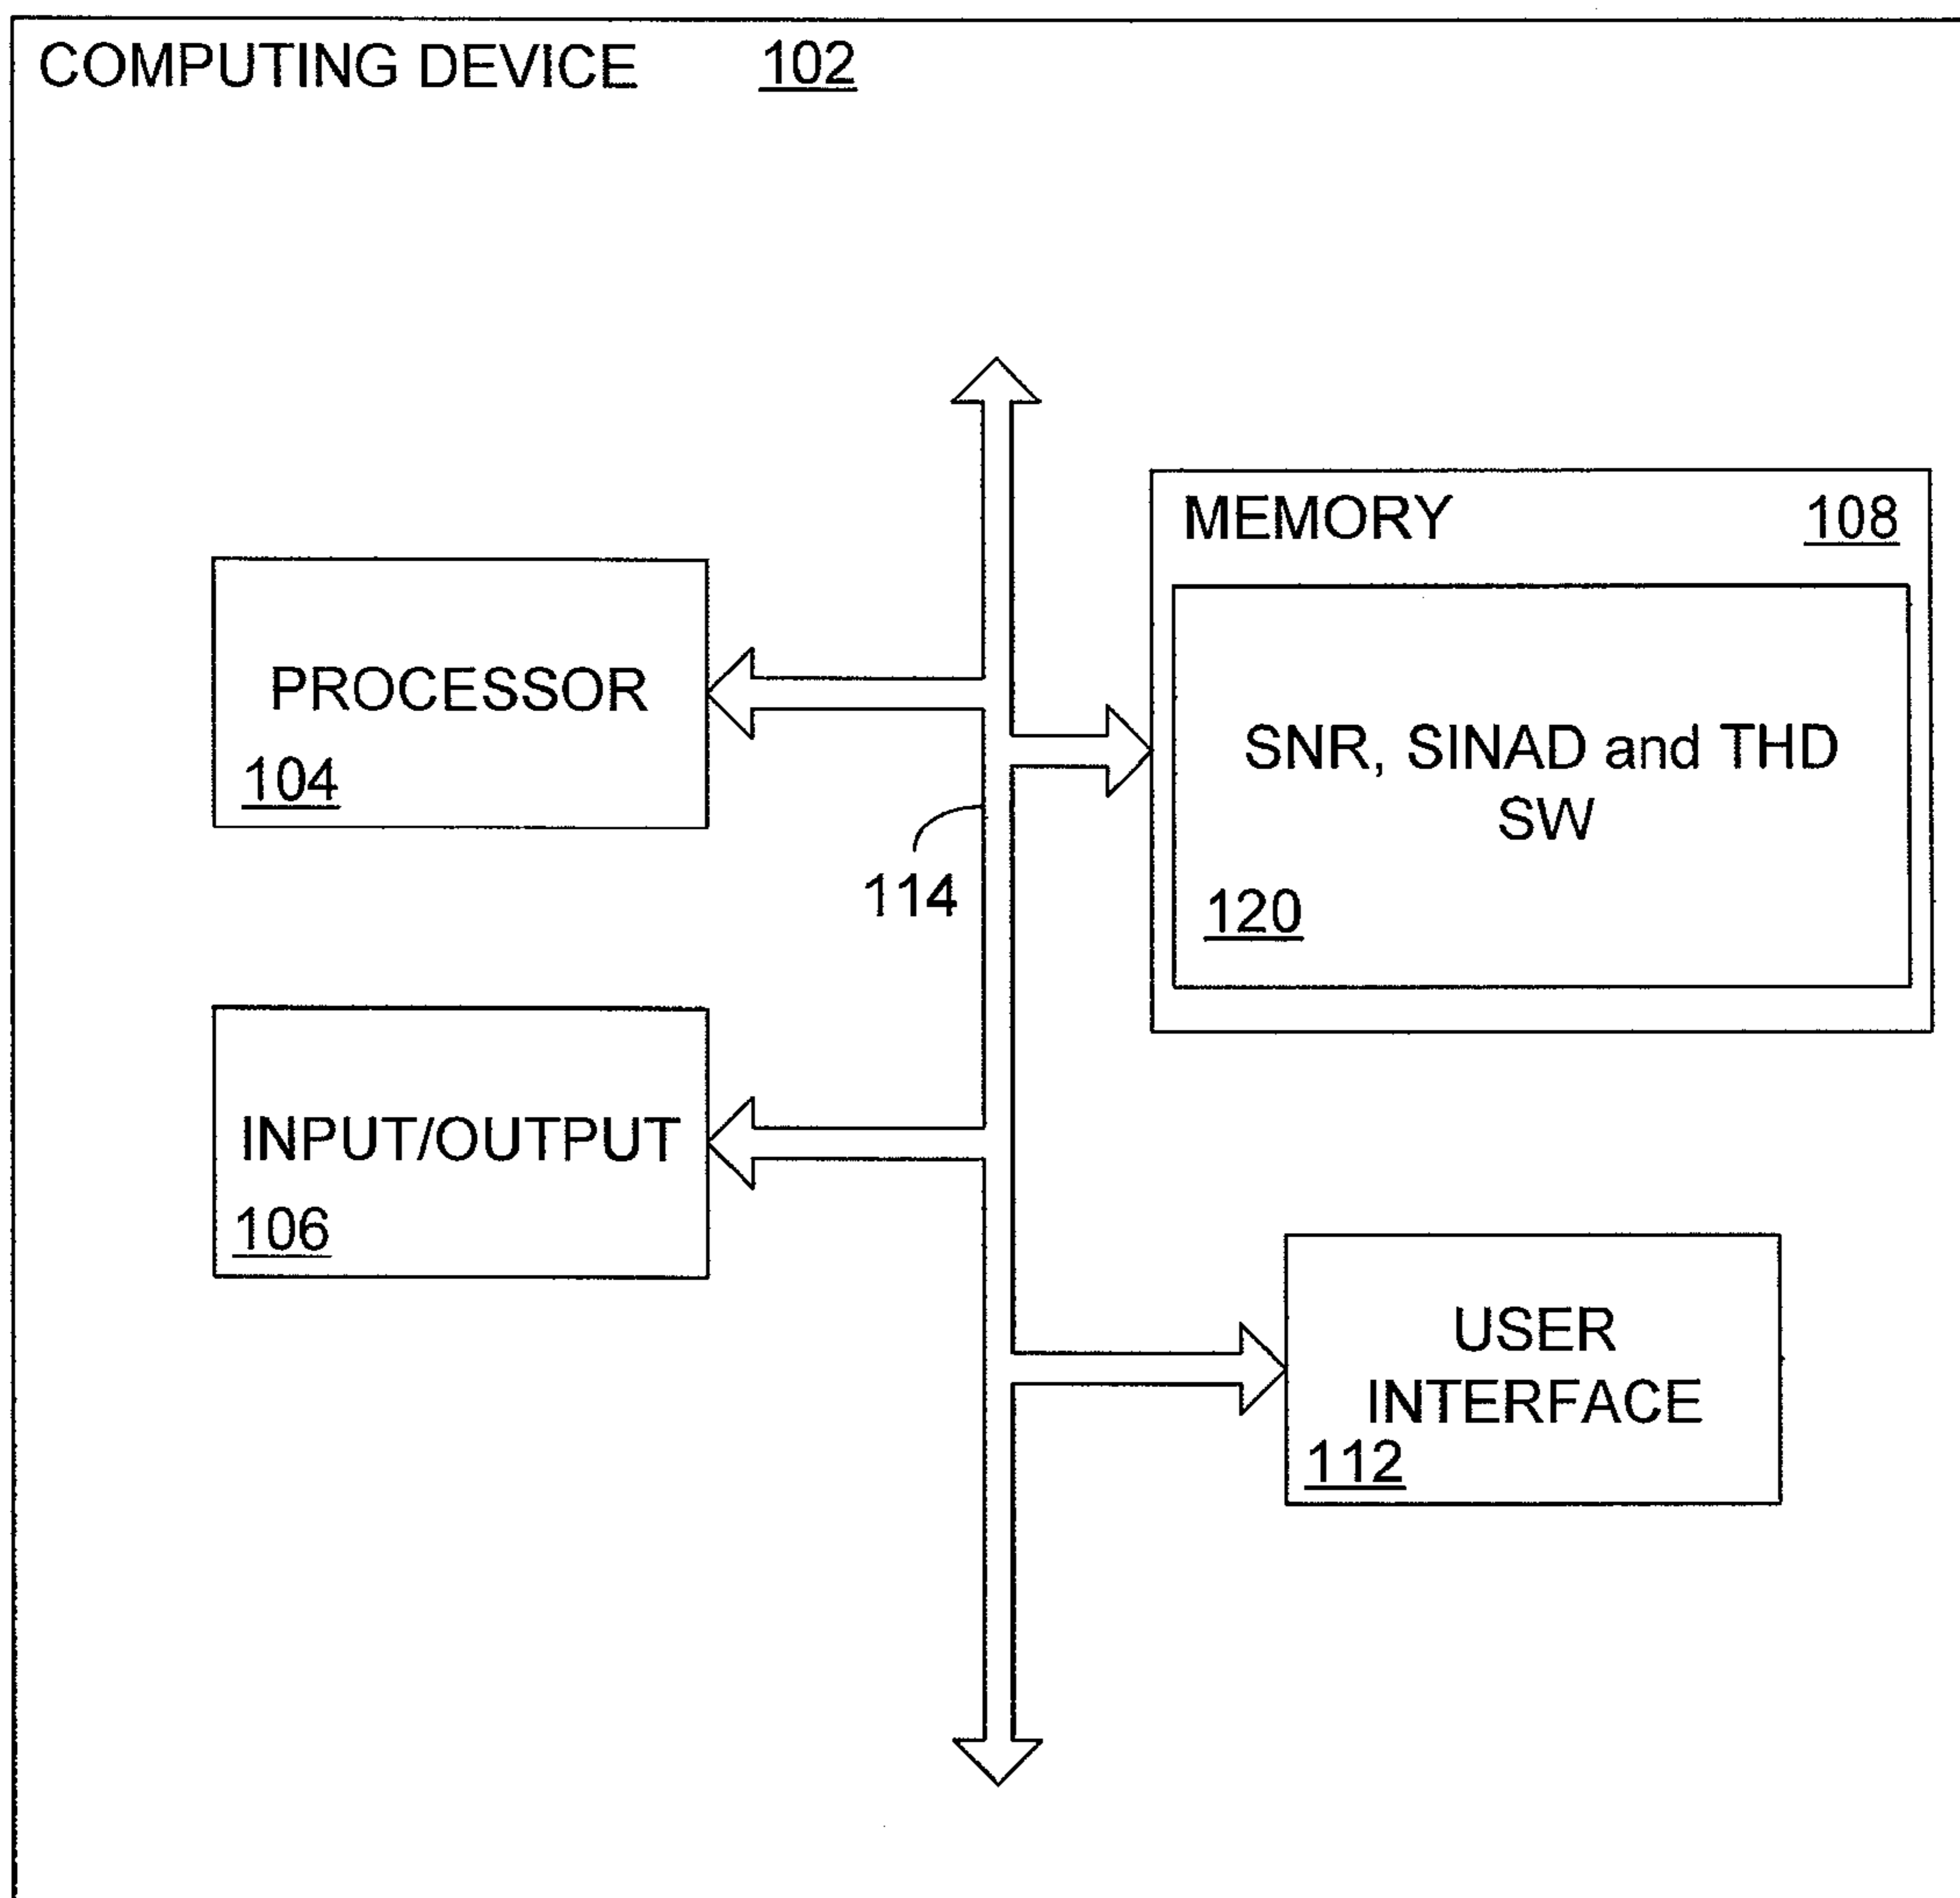 COMPUTING DEVICE 102
MEMORY 108
PROCESSOR
104
SNR, SINAD and THD
SW
120
114
INPUT/OUTPUT
106
USER
INTERFACE
112